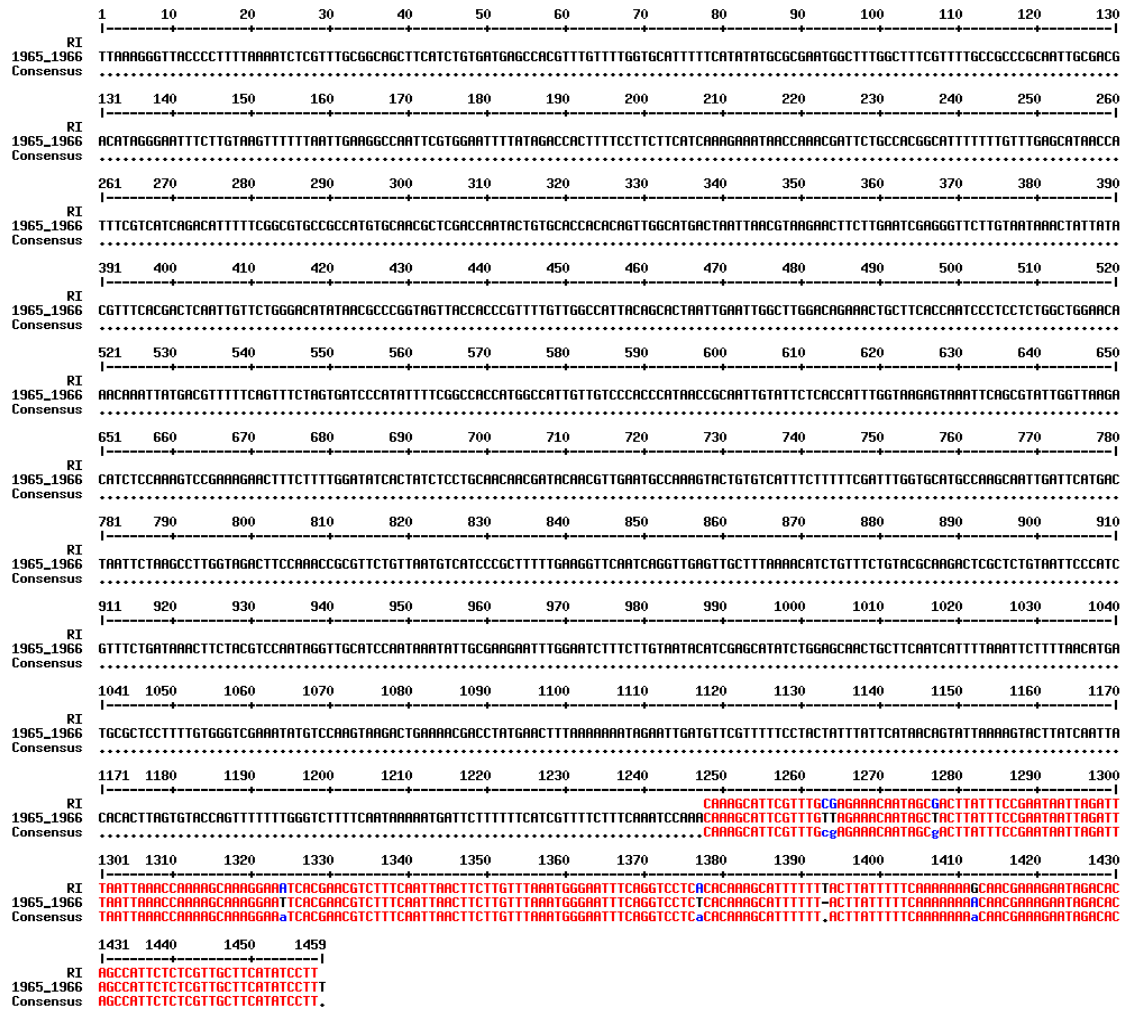 1       10        20        30        40        50        60        70        80        90       100       110       120       130
|--------+---------+---------+---------+---------+---------+---------+---------+---------+---------+---------+---------+---------|
RI
1965_1966 TTAAAGGGTTACCCCTTTTAAAATCTCGTTTGCGGCAGCTTCATCTGTGATGAGCCACGTTTGTTTTGGTGCATTTTTCATATATGCGCGAATGGCTTTGGCTTTCGTTTTGCCGCCCGCAATTGCGACG
Consensus ..................................................................................................................................
131     140       150       160       170       180       190       200       210       220       230       240       250       260
|--------+---------+---------+---------+---------+---------+---------+---------+---------+---------+---------+---------+---------|
RI
1965_1966 ACATAGGGAATTTCTTGTAAGTTTTTTAATTGAAGGCCAATTCGTGGAATTTTATAGACCACTTTTCCTTCTTCATCAAAGAAATAACCAAACGATTCTGCCACGGCATTTTTTTGTTTGAGCATAACCA
Consensus ..................................................................................................................................
261     270       280       290       300       310       320       330       340       350       360       370       380       390
|--------+---------+---------+---------+---------+---------+---------+---------+---------+---------+---------+---------+---------|
RI
1965_1966 TTTCGTCATCAGACATTTTTCGGCGTGCCGCCATGTGCAACGCTCGACCAATACTGTGCACCACACAGTTGGCATGACTAATTAACGTAAGAACTTCTTGAATCGAGGGTTCTTGTAATAAACTATTATA
Consensus ..................................................................................................................................
391     400       410       420       430       440       450       460       470       480       490       500       510       520
|--------+---------+---------+---------+---------+---------+---------+---------+---------+---------+---------+---------+---------|
RI
1965_1966 CGTTTCACGACTCAATTGTTCTGGGACATATAACGCCCGGTAGTTACCACCCGTTTTGTTGGCCATTACAGCACTAATTGAATTGGCTTGGACAGAAACTGCTTCACCAATCCCTCCTCTGGCTGGAACA
Consensus ..................................................................................................................................
521     530       540       550       560       570       580       590       600       610       620       630       640       650
|--------+---------+---------+---------+---------+---------+---------+---------+---------+---------+---------+---------+---------|
RI
1965_1966 AACAAATTATGACGTTTTTCAGTTTCTAGTGATCCCATATTTTCGGCCACCATGGCCATTGTTGTCCCACCCATAACCGCAATTGTATTCTCACCATTTGGTAAGAGTAAATTCAGCGTATTGGTTAAGA
Consensus ..................................................................................................................................
651     660       670       680       690       700       710       720       730       740       750       760       770       780
|--------+---------+---------+---------+---------+---------+---------+---------+---------+---------+---------+---------+---------|
RI
1965_1966 CATCTCCAAAGTCCGAAAGAACTTTCTTTTGGATATCACTATCTCCTGCAACAACGATACAACGTTGAATGCCAAAGTACTGTGTCATTTCTTTTTCGATTTGGTGCATGCCAAGCAATTGATTCATGAC
Consensus ..................................................................................................................................
781     790       800       810       820       830       840       850       860       870       880       890       900       910
|--------+---------+---------+---------+---------+---------+---------+---------+---------+---------+---------+---------+---------|
RI
1965_1966 TAATTCTAAGCCTTGGTAGACTTCCAAACCGCGTTCTGTTAATGTCATCCCGCTTTTTGAAGGTTCAATCAGGTTGAGTTGCTTTAAAACATCTGTTTCTGTACGCAAGACTCGCTCTGTAATTCCCATC
Consensus ..................................................................................................................................
911     920       930       940       950       960       970       980       990      1000      1010      1020      1030      1040
|--------+---------+---------+---------+---------+---------+---------+---------+---------+---------+---------+---------+---------|
RI
1965_1966 GTTTCTGATAAACTTCTACGTCCAATAGGTTGCATCCAATAAATATTGCGAAGAATTTGGAATCTTTCTTGTAATACATCGAGCATATCTGGAGCAACTGCTTCAATCATTTTAAATTCTTTTAACATGA
Consensus ..................................................................................................................................
1041  1050      1060      1070      1080      1090      1100      1110      1120      1130      1140      1150      1160      1170
|--------+---------+---------+---------+---------+---------+---------+---------+---------+---------+---------+---------+---------|
RI
1965_1966 TGCGCTCCTTTTGTGGGTCGAAATATGTCCAAGTAAGACTGAAAACGACCTATGAACTTTAAAAAAATAGAATTGATGTTCGTTTTTCCTACTATTTATTCATAACAGTATTAAAAGTACTTATCAATTA
Consensus ..................................................................................................................................
1171  1180      1190      1200      1210      1220      1230      1240      1250      1260      1270      1280      1290      1300
|--------+---------+---------+---------+---------+---------+---------+---------+---------+---------+---------+---------+---------|
RI CAAAGCATTCGTTTGCGAGAAACAATAGCGACTTATTTCCGAATAATTAGATT
1965_1966 CACACTTAGTGTACCAGTTTTTTTGGGTCTTTTCAATAAAAATGATTCTTTTTTCATCGTTTTCTTTCAAATCCAAACAAAGCATTCGTTTGTTAGAAACAATAGCTACTTATTTCCGAATAATTAGATT
Consensus .............................................................................CAAAGCATTCGTTTGcgAGAAACAATAGCgACTTATTTCCGAATAATTAGATT
1301  1310      1320      1330      1340      1350      1360      1370      1380      1390      1400      1410      1420      1430
|--------+---------+---------+---------+---------+---------+---------+---------+---------+---------+---------+---------+---------|
RI TAATTAAACCAAAAGCAAAGGAAATCACGAACGTCTTTCAATTAACTTCTTGTTTAAATGGGAATTTCAGGTCCTCACACAAAGCATTTTTTTACTTATTTTTCAAAAAAAGCAACGAAAGAATAGACAC
1965_1966 TAATTAAACCAAAAGCAAAGGAATTCACGAACGTCTTTCAATTAACTTCTTGTTTAAATGGGAATTTCAGGTCCTCTCACAAAGCATTTTTT-ACTTATTTTTCAAAAAAAACAACGAAAGAATAGACAC
Consensus TAATTAAACCAAAAGCAAAGGAAaTCACGAACGTCTTTCAATTAACTTCTTGTTTAAATGGGAATTTCAGGTCCTCaCACAAAGCATTTTTT.ACTTATTTTTCAAAAAAAaCAACGAAAGAATAGACAC
1431  1440      1450     1459
|--------+---------+--------|
RI AGCCATTCTCTCGTTGCTTCATATCCTT
1965_1966 AGCCATTCTCTCGTTGCTTCATATCCTTT
Consensus AGCCATTCTCTCGTTGCTTCATATCCTT.